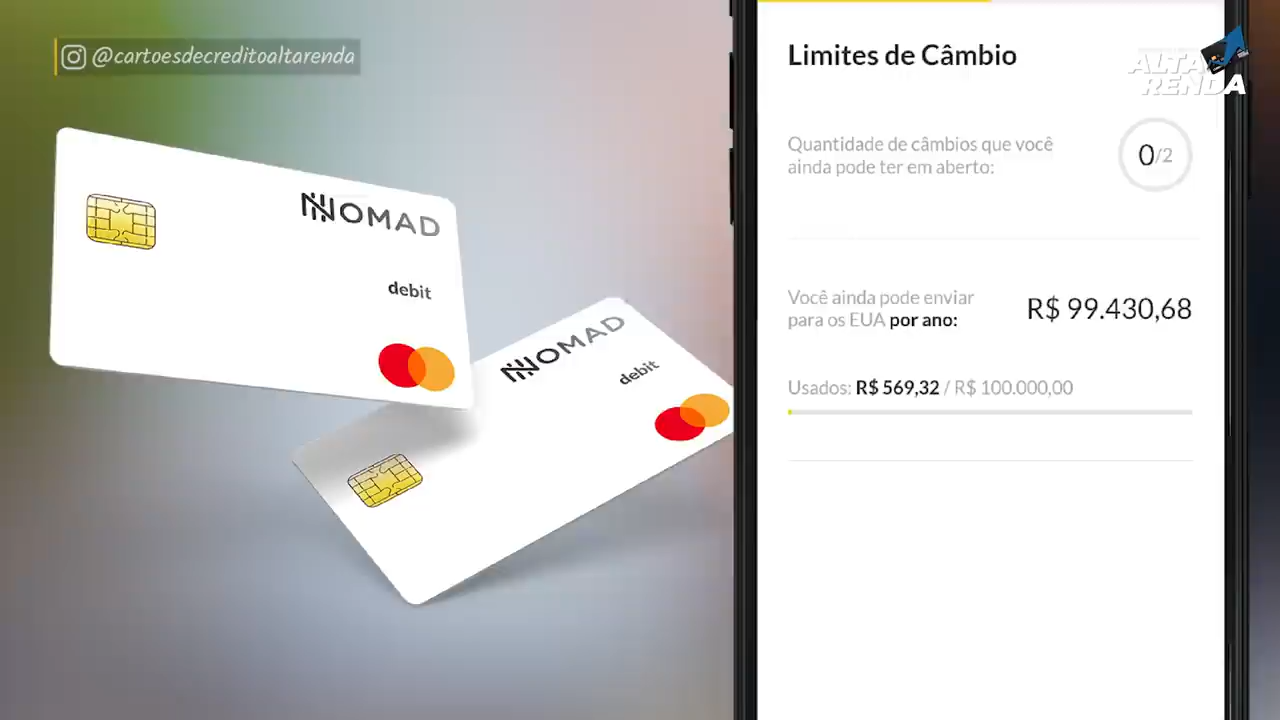 @cartoesdecreditoaltarenda
ALTA
RENDA
NOMAD
debit
NOMAD
debit
Limites de Câmbio
Quantidade de câmbios que você
ainda pode ter em aberto:
0/2
Você ainda pode enviar
para os EUA por ano:
R$ 99.430,68
Usados: R$ 569,32 / R$ 100.000,00